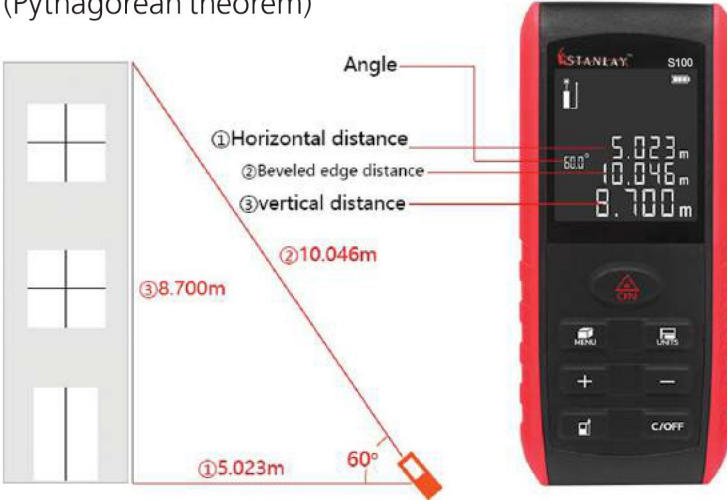 (Pythagorean theorem)
Angle
①Horizontal distance
②Beveled edge distance
③vertical distance
②10.046m
③8.700m
①5.023m
60°
STANLAY
S100
5.023m
60.0°
10.046m
8.700m
MENU
UNITS
+
−
C/OFF